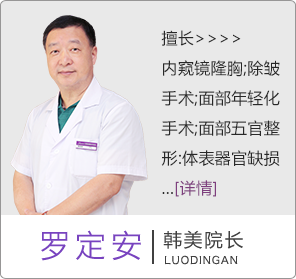 擅长>>>>
内窥镜隆胸;除皱
手术;面部年轻化
手术;面部五官整
形:体表器官缺损
...[详情]
罗定安
韩美院长
LUODINGAN